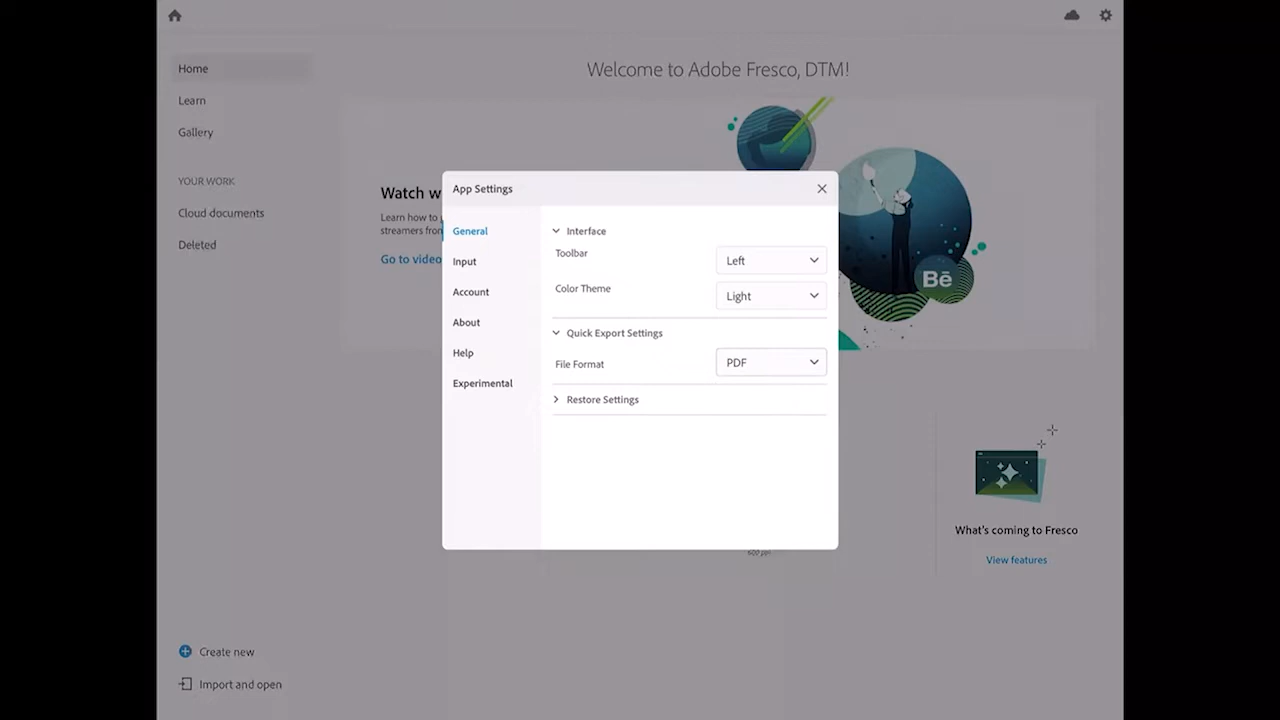 Home
Learn
Gallery
YOUR WORK
Cloud documents
Deleted
Create new
Import and open
Welcome to Adobe Fresco, DTM!
Watch w
Learn how to
streamers from
Go to video
Bē
App Settings
General
Input
Account
About
Help
Experimental
Interface
Toolbar
Left
Color Theme
Light
Quick Export Settings
File Format
PDF
Restore Settings
What's coming to Fresco
View features